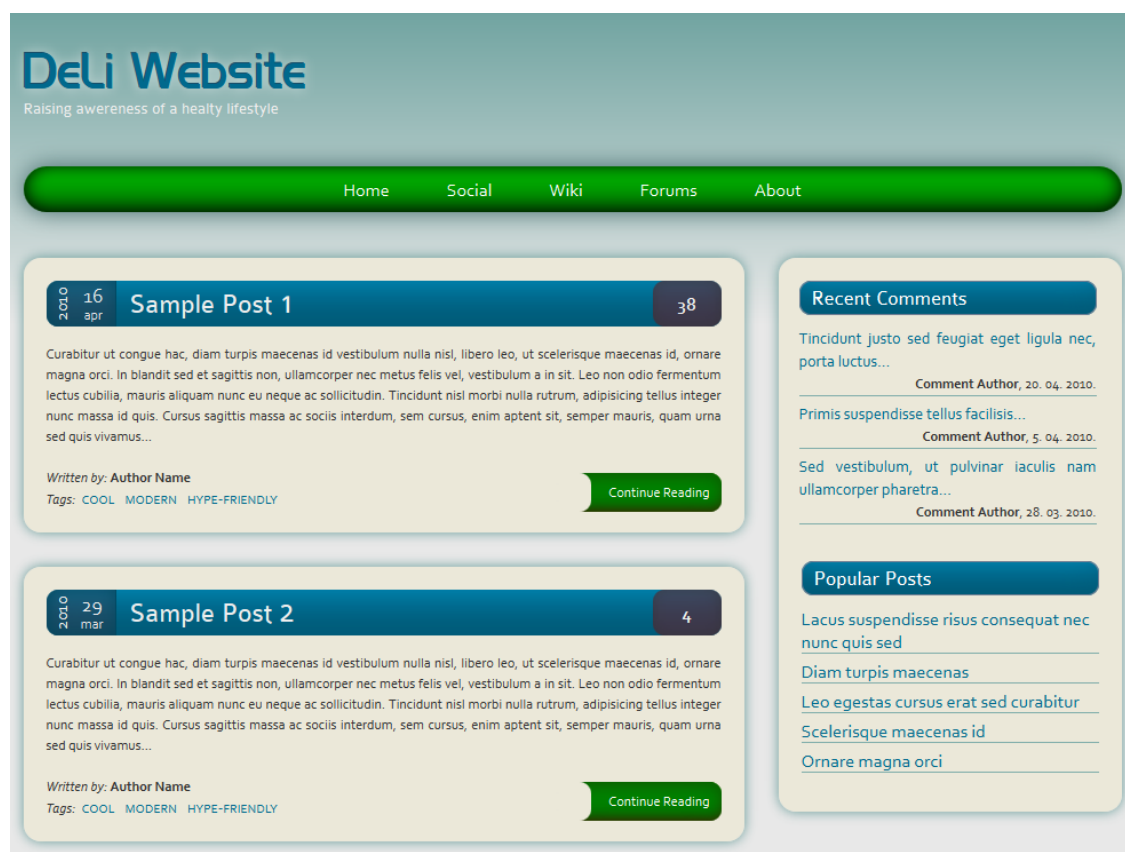 DeLi Website
Raising awereness of a healty lifestyle
Home Social Wiki Forums About
2010 16 apr Sample Post 1 38
Curabitur ut congue hac, diam turpis maecenas id vestibulum nulla nisl, libero leo, ut scelerisque maecenas id, ornare
magna orci. In blandit sed et sagittis non, ullamcorper nec metus felis vel, vestibulum a in sit. Leo non odio fermentum
lectus cubilia, mauris aliquam nunc eu neque ac sollicitudin. Tincidunt nisl morbi nulla rutrum, adipisicing tellus integer
nunc massa id quis. Cursus sagittis massa ac sociis interdum, sem cursus, enim aptent sit, semper mauris, quam urna
sed quis vivamus...
Written by: Author Name
Tags: COOL MODERN HYPE-FRIENDLY
Continue Reading
2010 29 mar Sample Post 2 4
Curabitur ut congue hac, diam turpis maecenas id vestibulum nulla nisl, libero leo, ut scelerisque maecenas id, ornare
magna orci. In blandit sed et sagittis non, ullamcorper nec metus felis vel, vestibulum a in sit. Leo non odio fermentum
lectus cubilia, mauris aliquam nunc eu neque ac sollicitudin. Tincidunt nisl morbi nulla rutrum, adipisicing tellus integer
nunc massa id quis. Cursus sagittis massa ac sociis interdum, sem cursus, enim aptent sit, semper mauris, quam urna
sed quis vivamus...
Written by: Author Name
Tags: COOL MODERN HYPE-FRIENDLY
Continue Reading
Recent Comments
Tincidunt justo sed feugiat eget ligula nec,
porta luctus...
Comment Author, 20. 04. 2010.
Primis suspendisse tellus facilisis...
Comment Author, 5. 04. 2010.
Sed vestibulum, ut pulvinar iaculis nam
ullamcorper pharetra...
Comment Author, 28. 03. 2010.
Popular Posts
Lacus suspendisse risus consequat nec
nunc quis sed
Diam turpis maecenas
Leo egestas cursus erat sed curabitur
Scelerisque maecenas id
Ornare magna orci